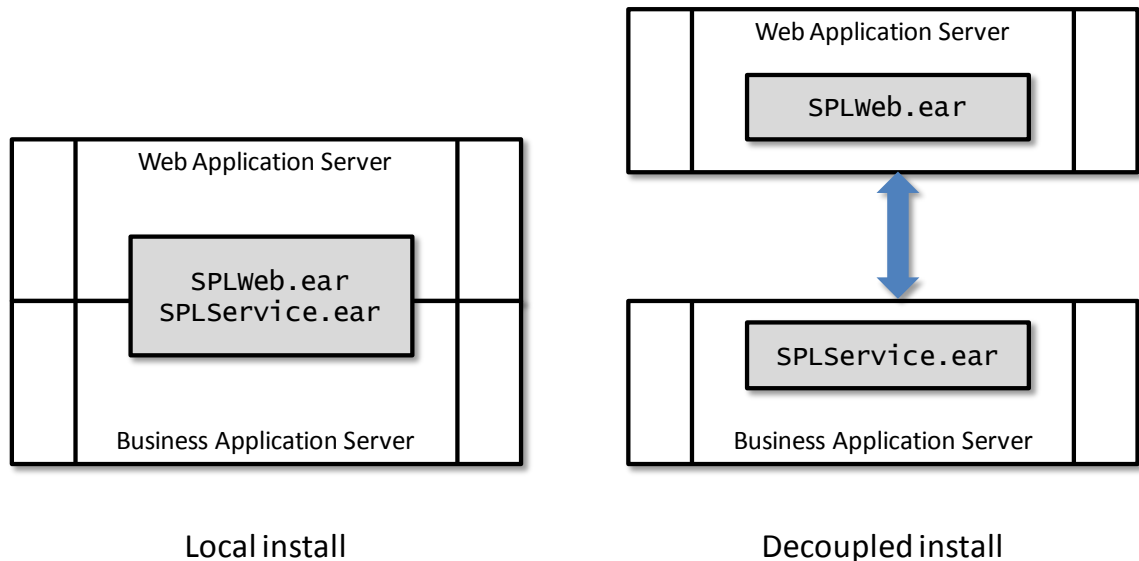 Web Application Server
SPLWeb.ear
SPLService.ear
Business Application Server
Local install
Web Application Server
SPLWeb.ear
SPLService.ear
Business Application Server
Decoupled install